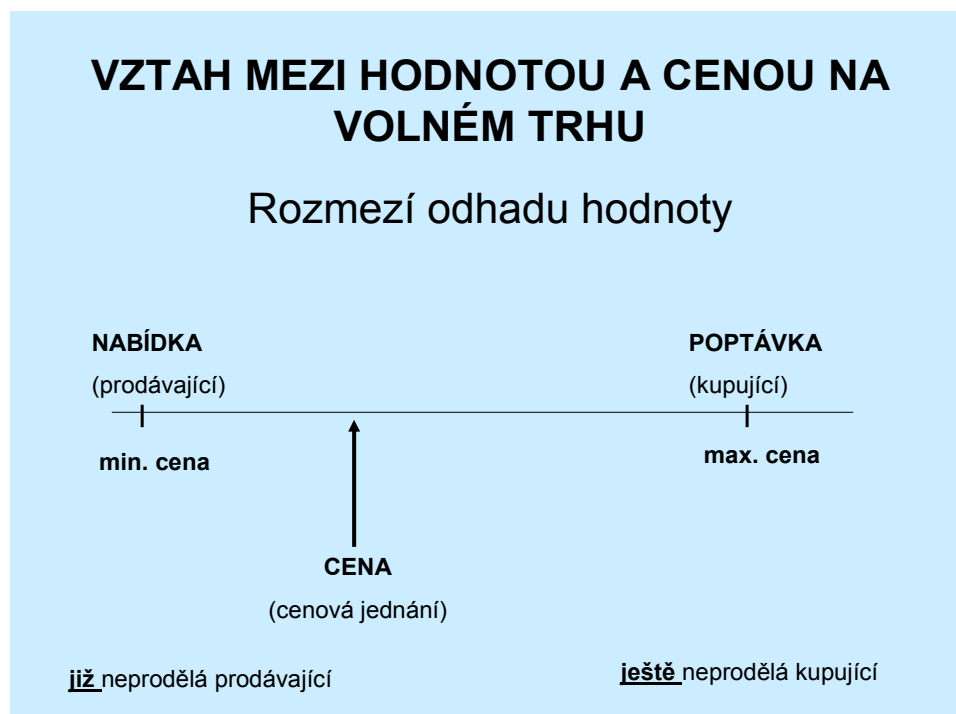 VZTAH MEZI HODNOTOU A CENOU NA
VOLNÉM TRHU
Rozmezí odhadu hodnoty
NABÍDKA
(prodávající)
POPTÁVKA
(kupující)
min. cena
max. cena
CENA
(cenová jednání)
již neprodělá prodávající
ještě neprodělá kupující